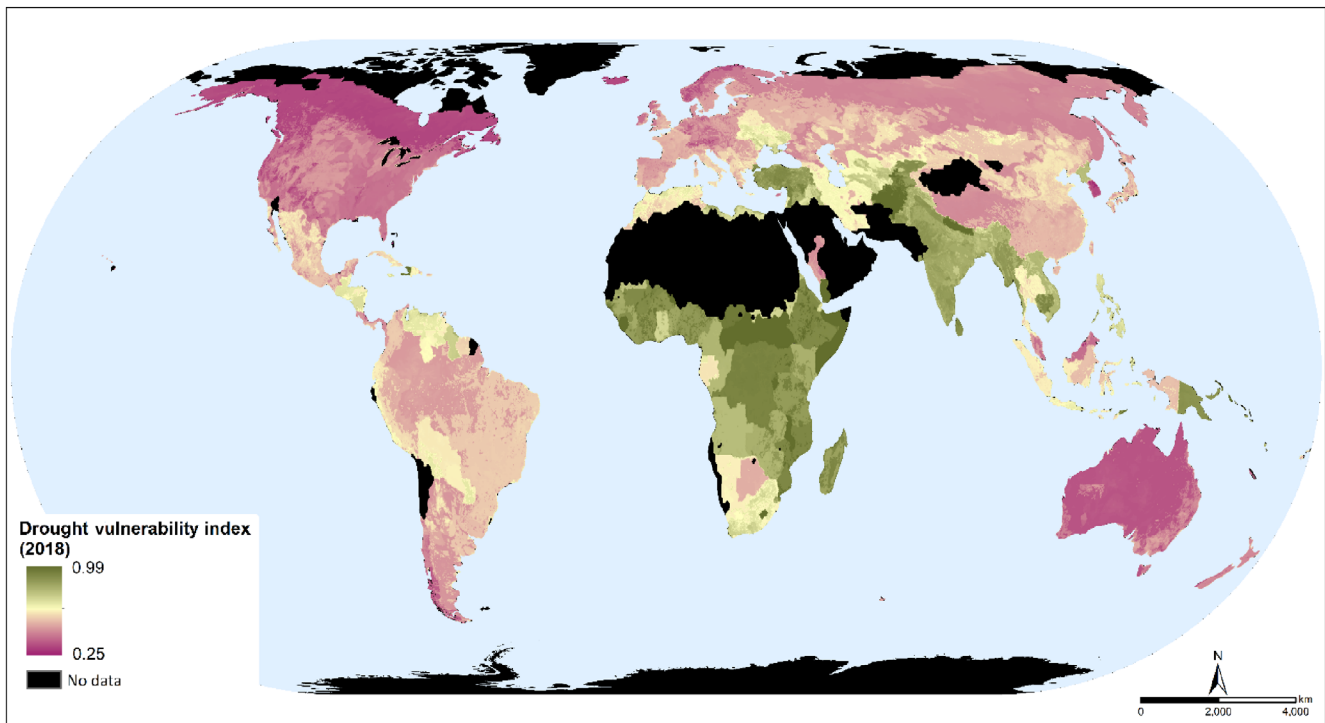 Drought vulnerability index
(2018)
0.99
0.25
No data
N
km
0 2,000 4,000